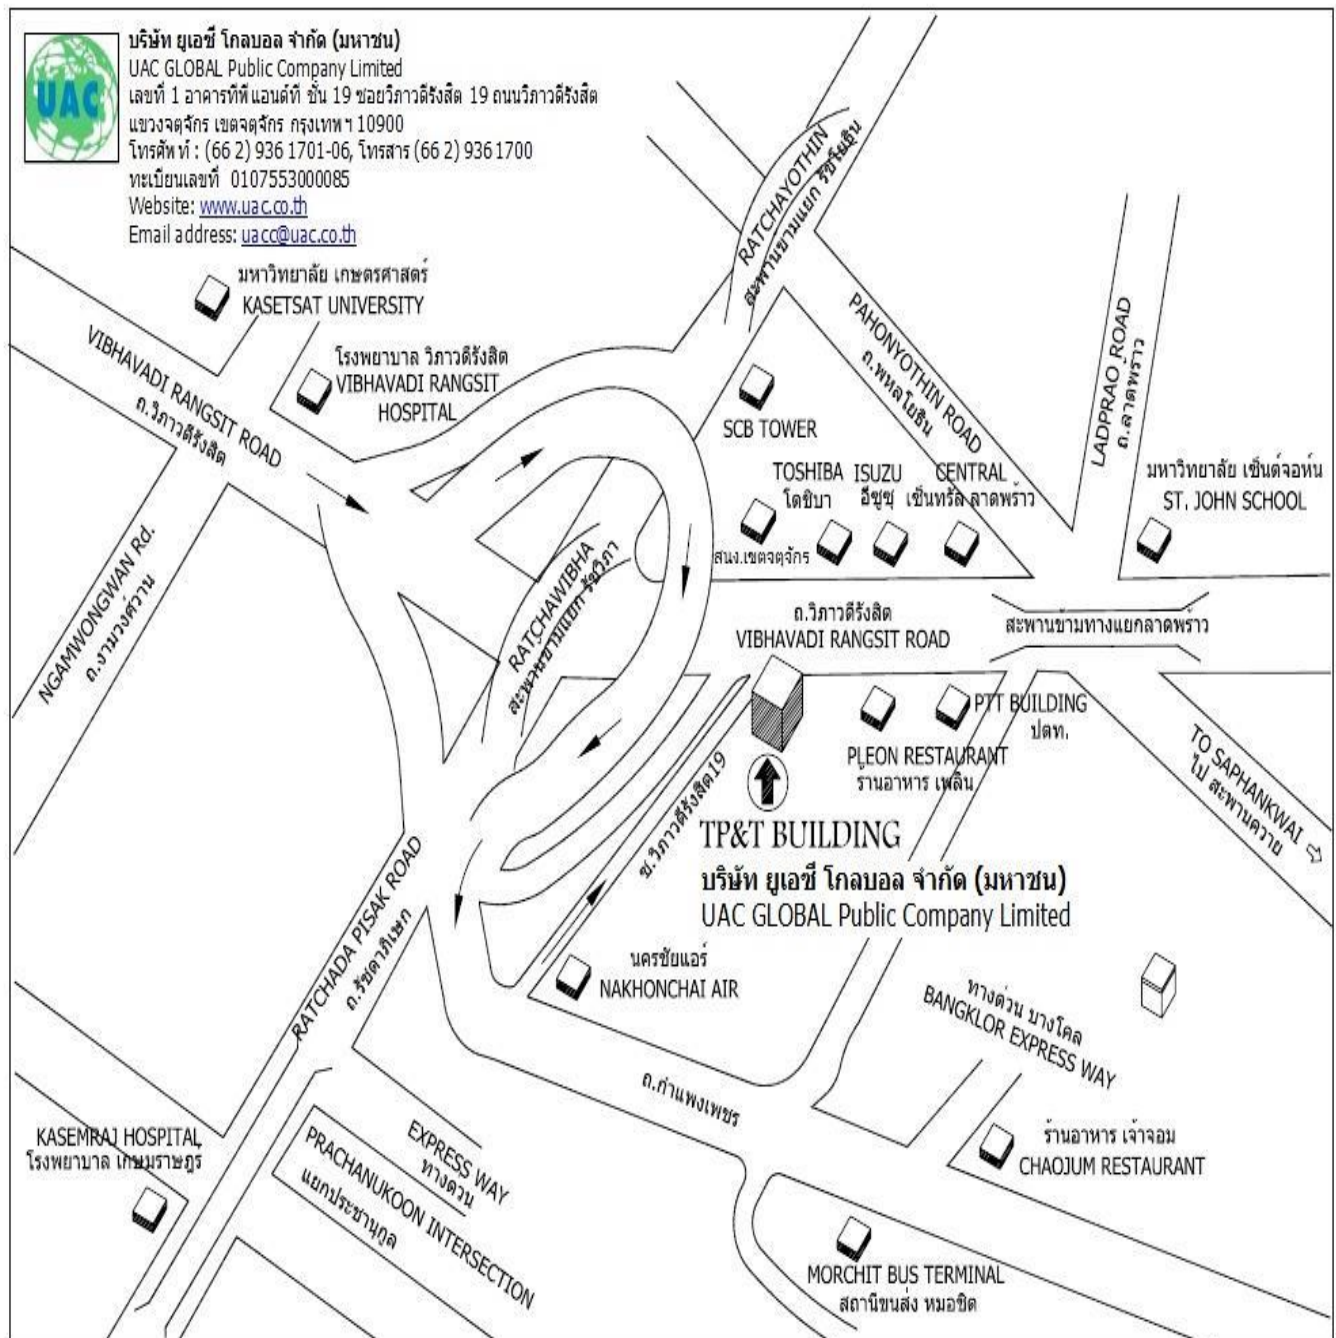 UAC
บริษัท ยูเอซี โกลบอล จำกัด (มหาชน)
UAC GLOBAL Public Company Limited
เลขที่ 1 อาคารทีพีแอนด์ที ชั้น 19 ซอยวิภาวดีรังสิต 19 ถนนวิภาวดีรังสิต
แขวงจตุจักร เขตจตุจักร กรุงเทพฯ 10900
โทรศัพท์ : (66 2) 936 1701-06, โทรสาร (66 2) 936 1700
ทะเบียนเลขที่ 0107553000085
Website: www.uac.co.th
Email address: uacc@uac.co.th
RATCHAYOTHIN
สะพานข้ามแยก รัชโยธิน
มหาวิทยาลัย เกษตรศาสตร์
KASETSAT UNIVERSITY
VIBHAVADI RANGSIT ROAD
ถ.วิภาวดีรังสิต
โรงพยาบาล วิภาวดีรังสิต
VIBHAVADI RANGSIT
HOSPITAL
PAHONYOTHIN ROAD
ถ.พหลโยธิน
LADPRAO ROAD
ถ.ลาดพร้าว
SCB TOWER
TOSHIBA
โตชิบา
ISUZU
อีซูซุ
CENTRAL
เซ็นทรัล ลาดพร้าว
มหาวิทยาลัย เซ็นต์จอห์น
ST. JOHN SCHOOL
สนง.เขตจตุจักร
NGAMWONGWAN Rd.
ถ.งามวงศ์วาน
RATCHAWIBHA
สะพานข้ามแยก รัชวิภา
ถ.วิภาวดีรังสิต
VIBHAVADI RANGSIT ROAD
สะพานข้ามทางแยกลาดพร้าว
PTT BUILDING
ปตท.
PLEON RESTAURANT
ร้านอาหาร เพลิน
TO SAPHANKWAI
ไป สะพานควาย
ซ.วิภาวดีรังสิต19
TP&T BUILDING
บริษัท ยูเอซี โกลบอล จำกัด (มหาชน)
UAC GLOBAL Public Company Limited
RATCHADA PISAK ROAD
ถ.รัชดาภิเษก
นครชัยแอร์
NAKHONCHAI AIR
ทางด่วน บางโคล
BANGKLOR EXPRESS WAY
ถ.กำแพงเพชร
KASEMRAJ HOSPITAL
โรงพยาบาล เกษมราษฎร
EXPRESS WAY
ทางด่วน
PRACHANUKOON INTERSECTION
แยกประชานุกูล
ร้านอาหาร เจ้าจอม
CHAOJUM RESTAURANT
MORCHIT BUS TERMINAL
สถานีขนส่ง หมอชิต